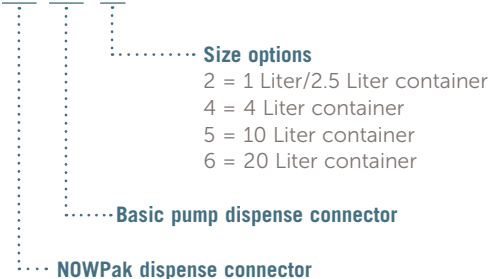 Size options
2 = 1 Liter/2.5 Liter container
4 = 4 Liter container
5 = 10 Liter container
6 = 20 Liter container
Basic pump dispense connector
NOWPak dispense connector